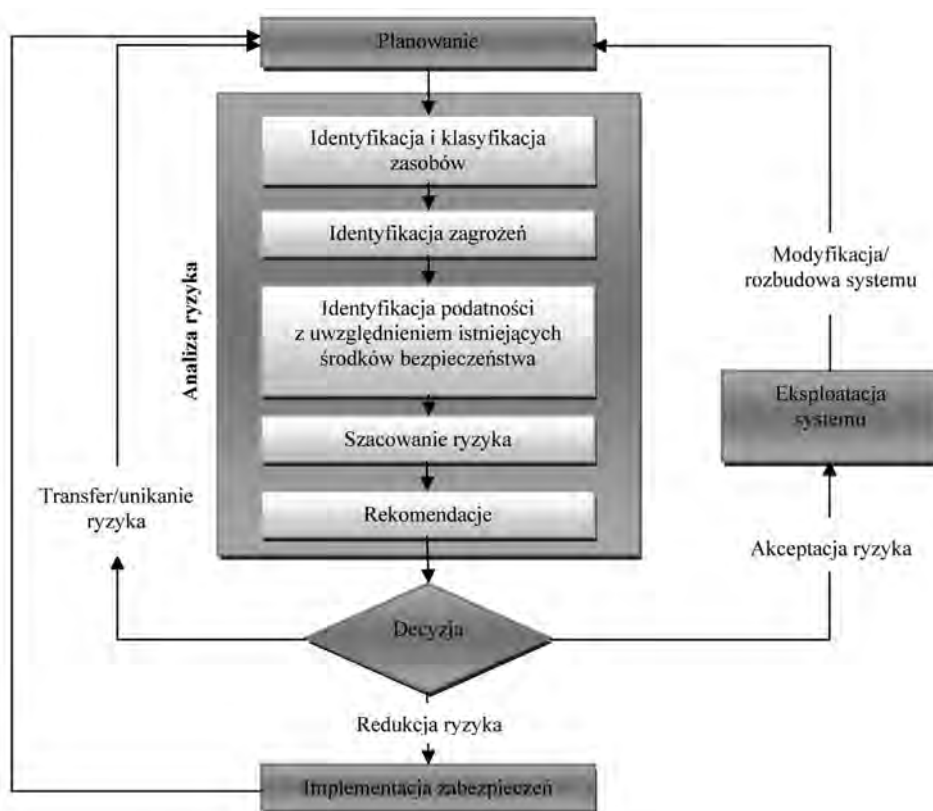 Planowanie
Identyfikacja i klasyfikacja
zasobów
Identyfikacja zagrożeń
Identyfikacja podatności
z uwzględnieniem istniejących
środków bezpieczeństwa
Szacowanie ryzyka
Rekomendacje
Analiza ryzyka
Modyfikacja/
rozbudowa systemu
Eksploatacja
systemu
Transfer/unikanie
ryzyka
Akceptacja ryzyka
Decyzja
Redukcja ryzyka
Implementacja zabezpieczeń